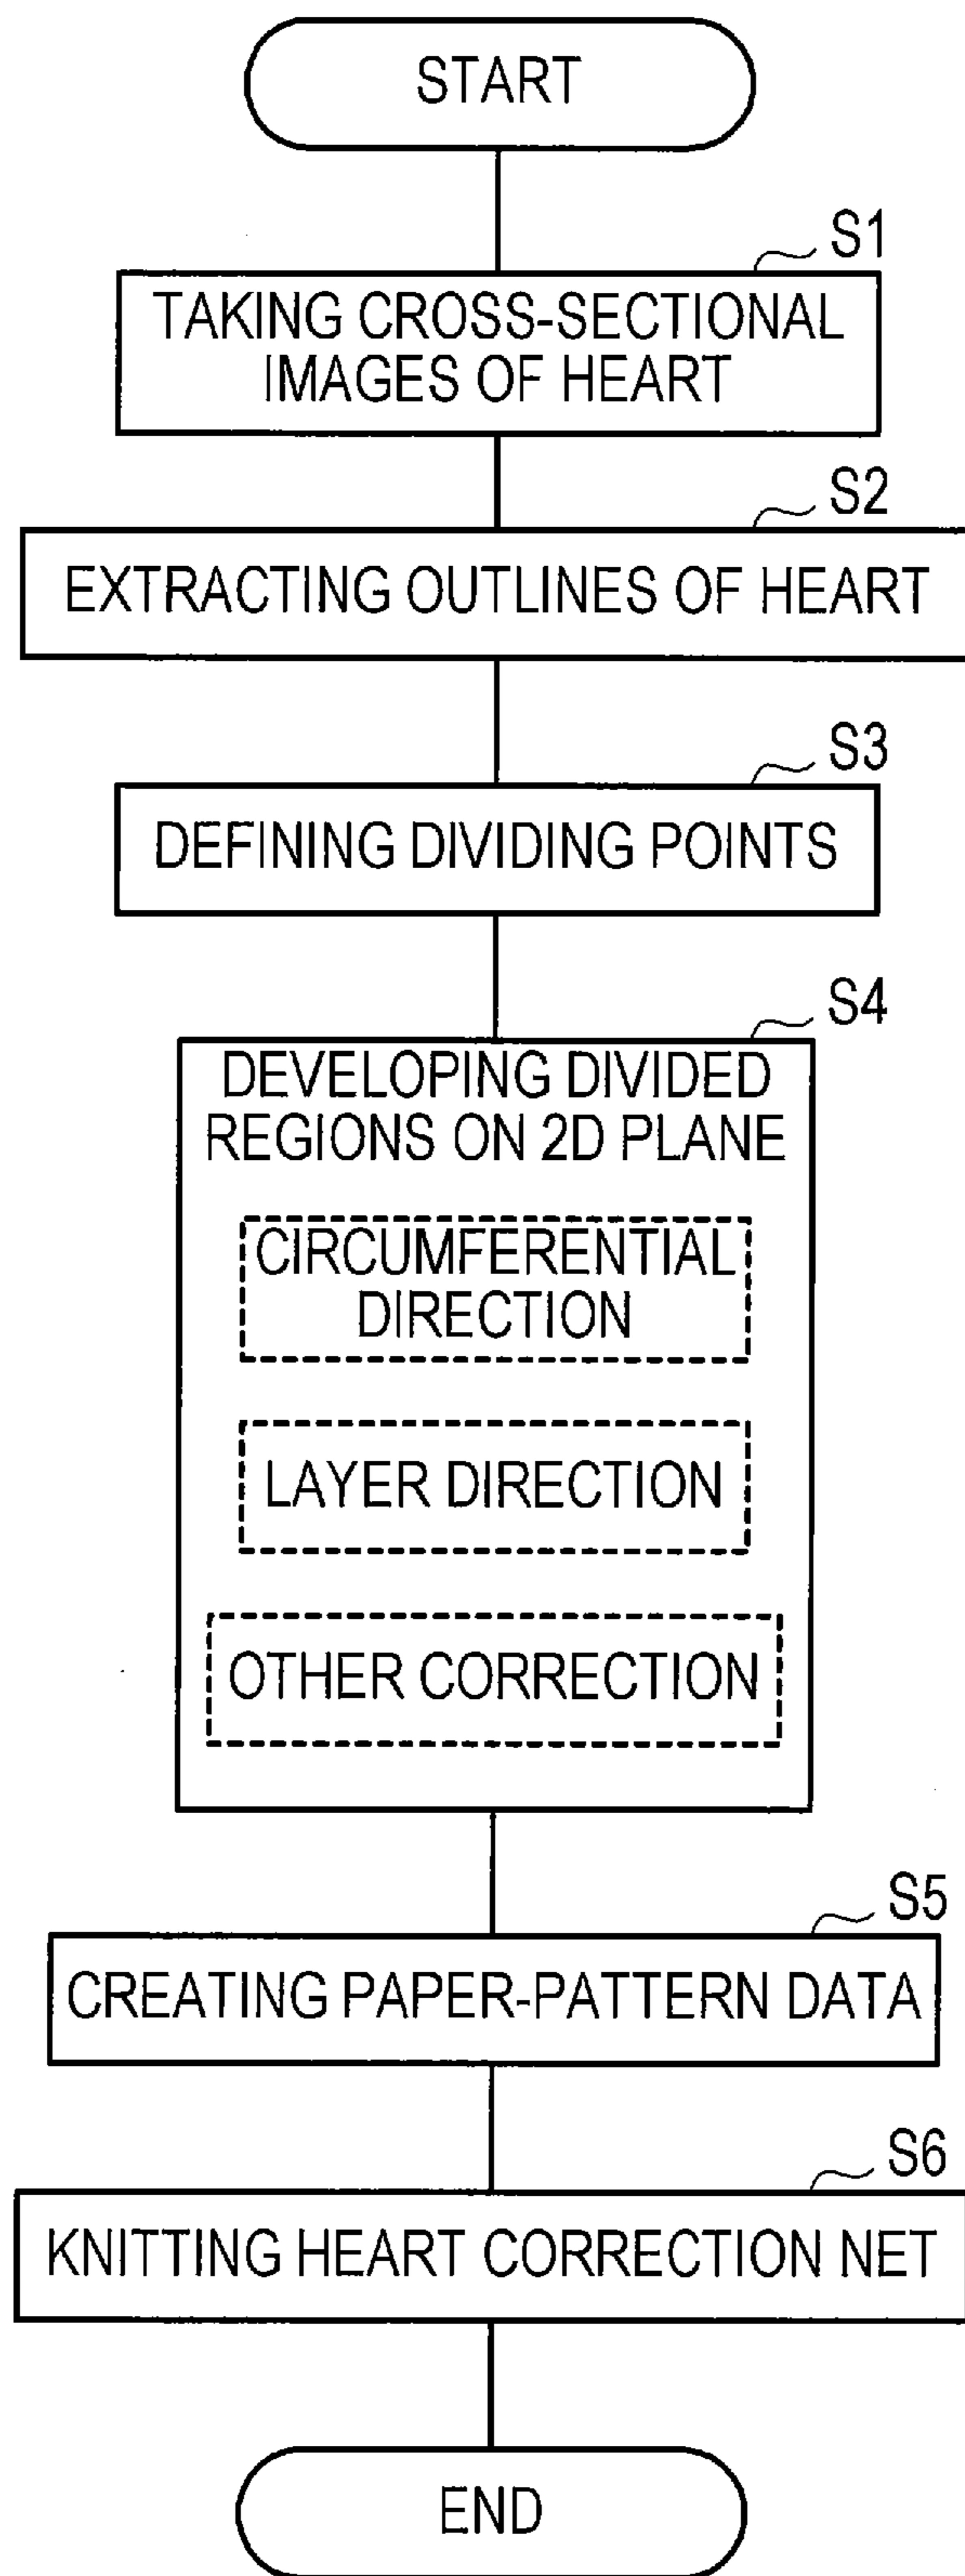 START
S1
TAKING CROSS-SECTIONAL
IMAGES OF HEART
S2
EXTRACTING OUTLINES OF HEART
S3
DEFINING DIVIDING POINTS
S4
DEVELOPING DIVIDED
REGIONS ON 2D PLANE
CIRCUMFERENTIAL
DIRECTION
LAYER DIRECTION
OTHER CORRECTION
S5
CREATING PAPER-PATTERN DATA
S6
KNITTING HEART CORRECTION NET
END